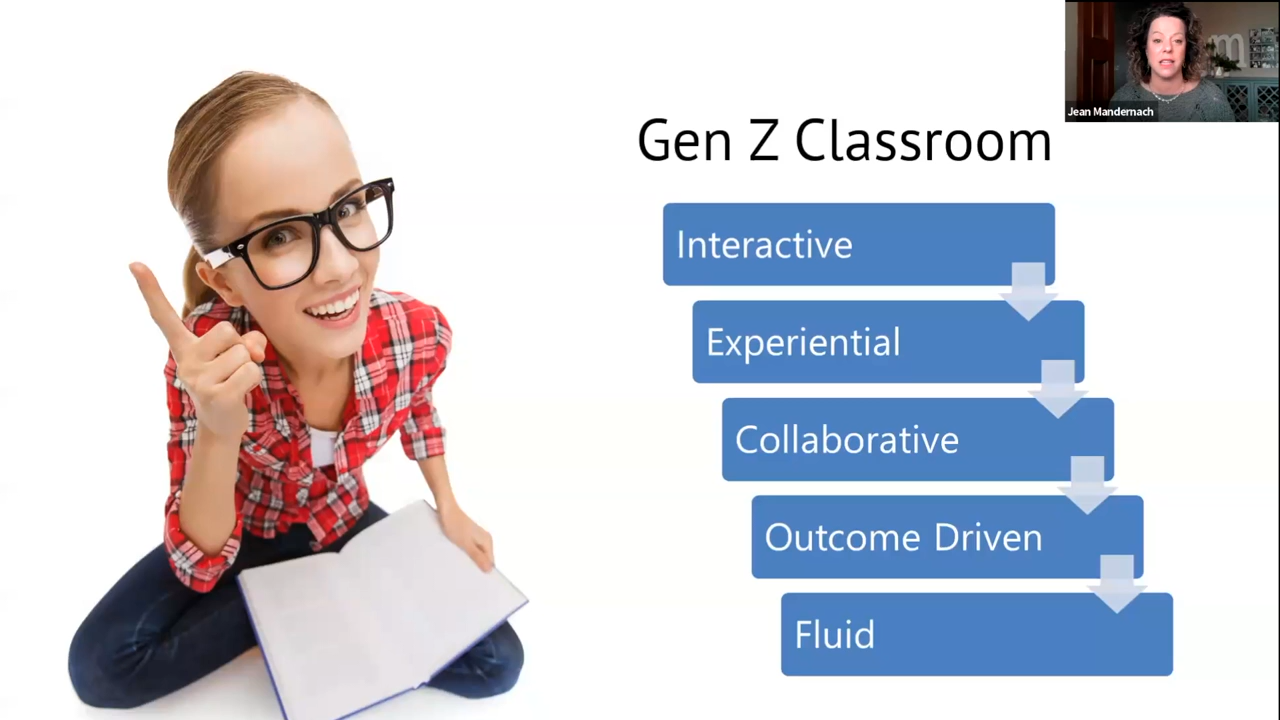 Jean Mandernach
Gen Z Classroom
Interactive
Experiential
Collaborative
Outcome Driven
Fluid